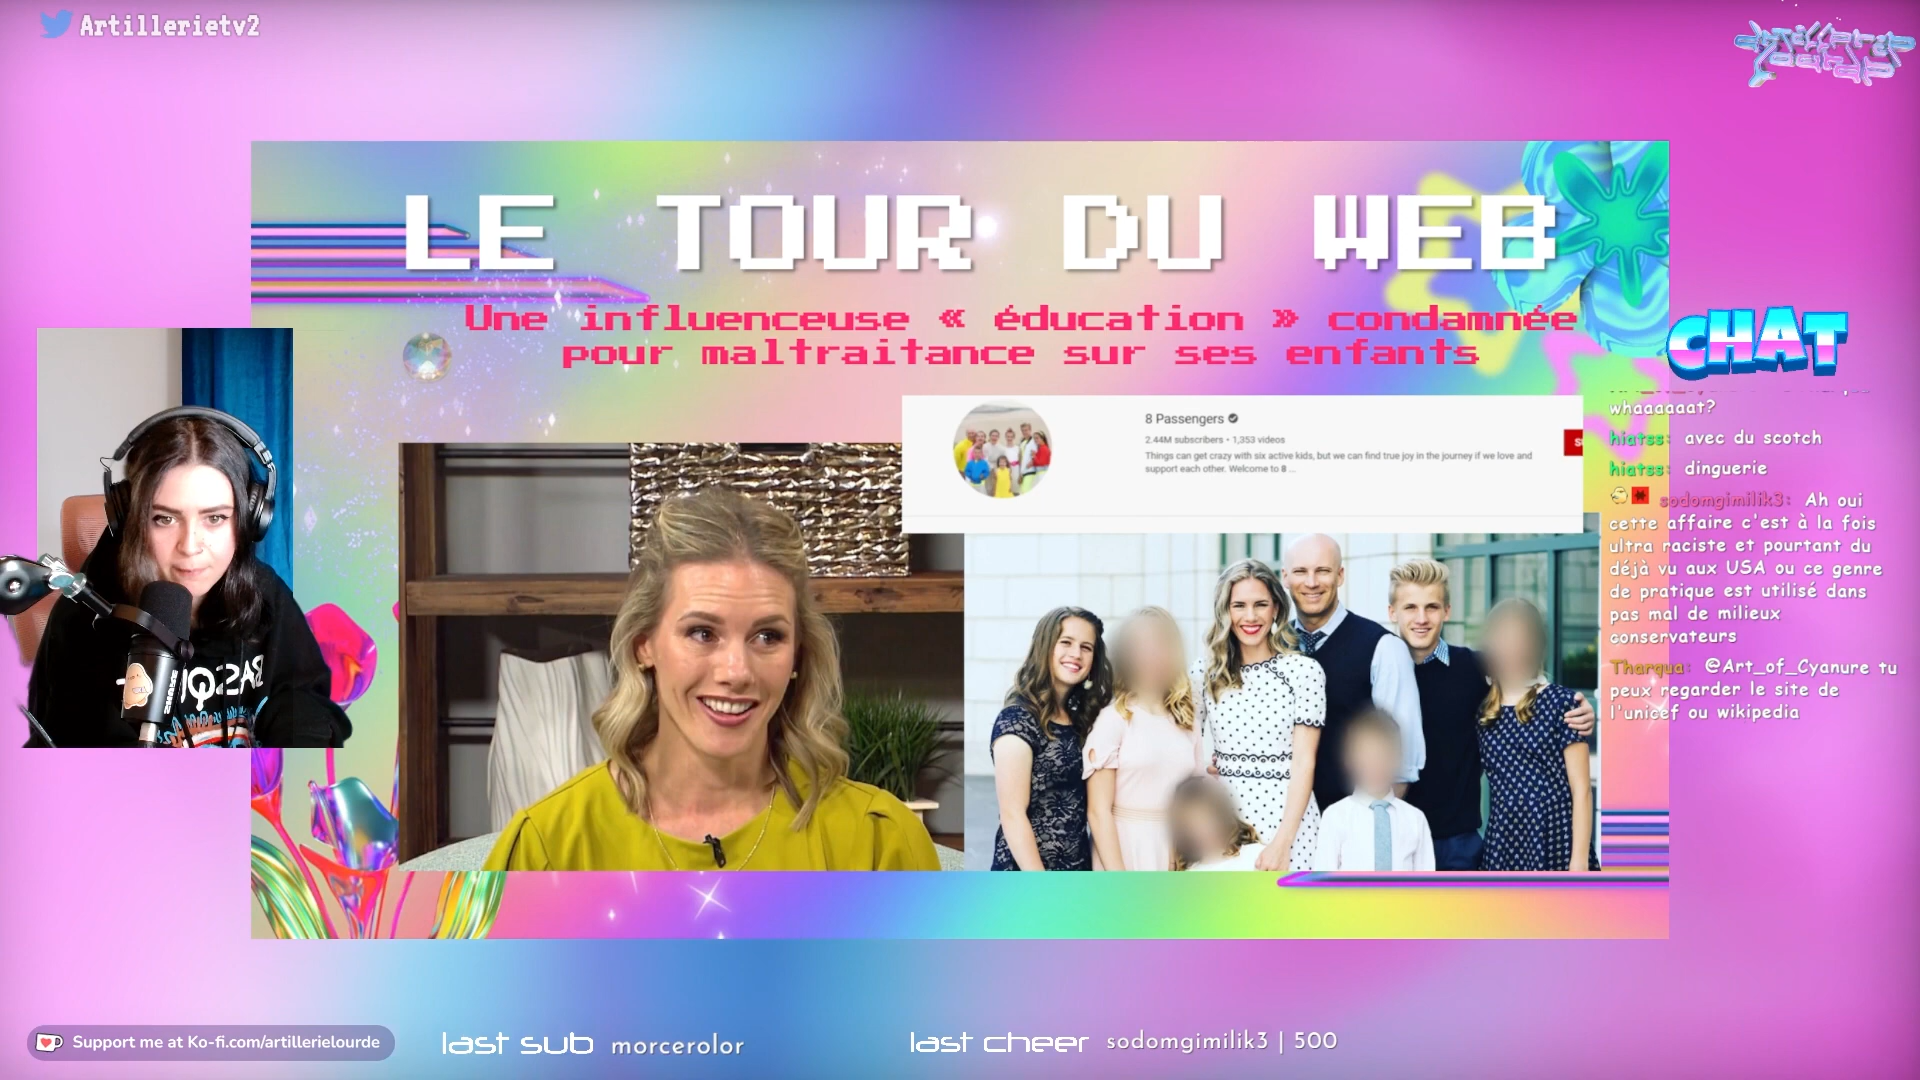 Artillerietv2
LE TOUR DU WEB
Une influenceuse « éducation » condamnée
pour maltraitance sur ses enfants
8 Passengers
2.44M subscribers • 1,353 videos
Things can get crazy with six active kids, but we can find true joy in the journey if we love and
support each other. Welcome to 8 ...
CHAT
whaaaaaat?
hiatss: avec du scotch
hiatss: dinguerie
sodomgimilik3: Ah oui
cette affaire c'est à la fois
ultra raciste et pourtant du
déjà vu aux USA ou ce genre
de pratique est utilisé dans
pas mal de milieux
conservateurs
Tharqua: @Art_of_Cyanure tu
peux regarder le site de
l'unicef ou wikipedia
Support me at Ko-fi.com/artillerielourde
last sub morcerolor
last cheer sodomgimilik3 | 500